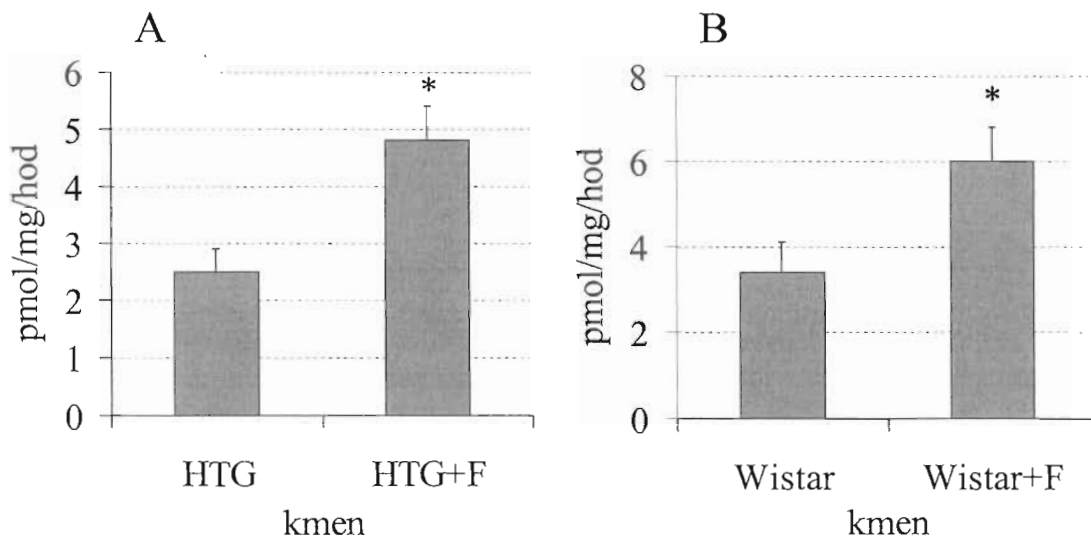 A
pmol/mg/hod
6
5
4
3
2
1
0
*
HTG
HTG+F
kmen
B
pmol/mg/hod
8
6
4
2
0
*
Wistar
Wistar+F
kmen